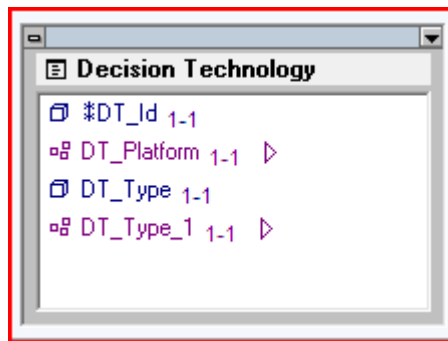 Decision Technology
⁑DT_Id 1-1
DT_Platform 1-1
DT_Type 1-1
DT_Type_1 1-1